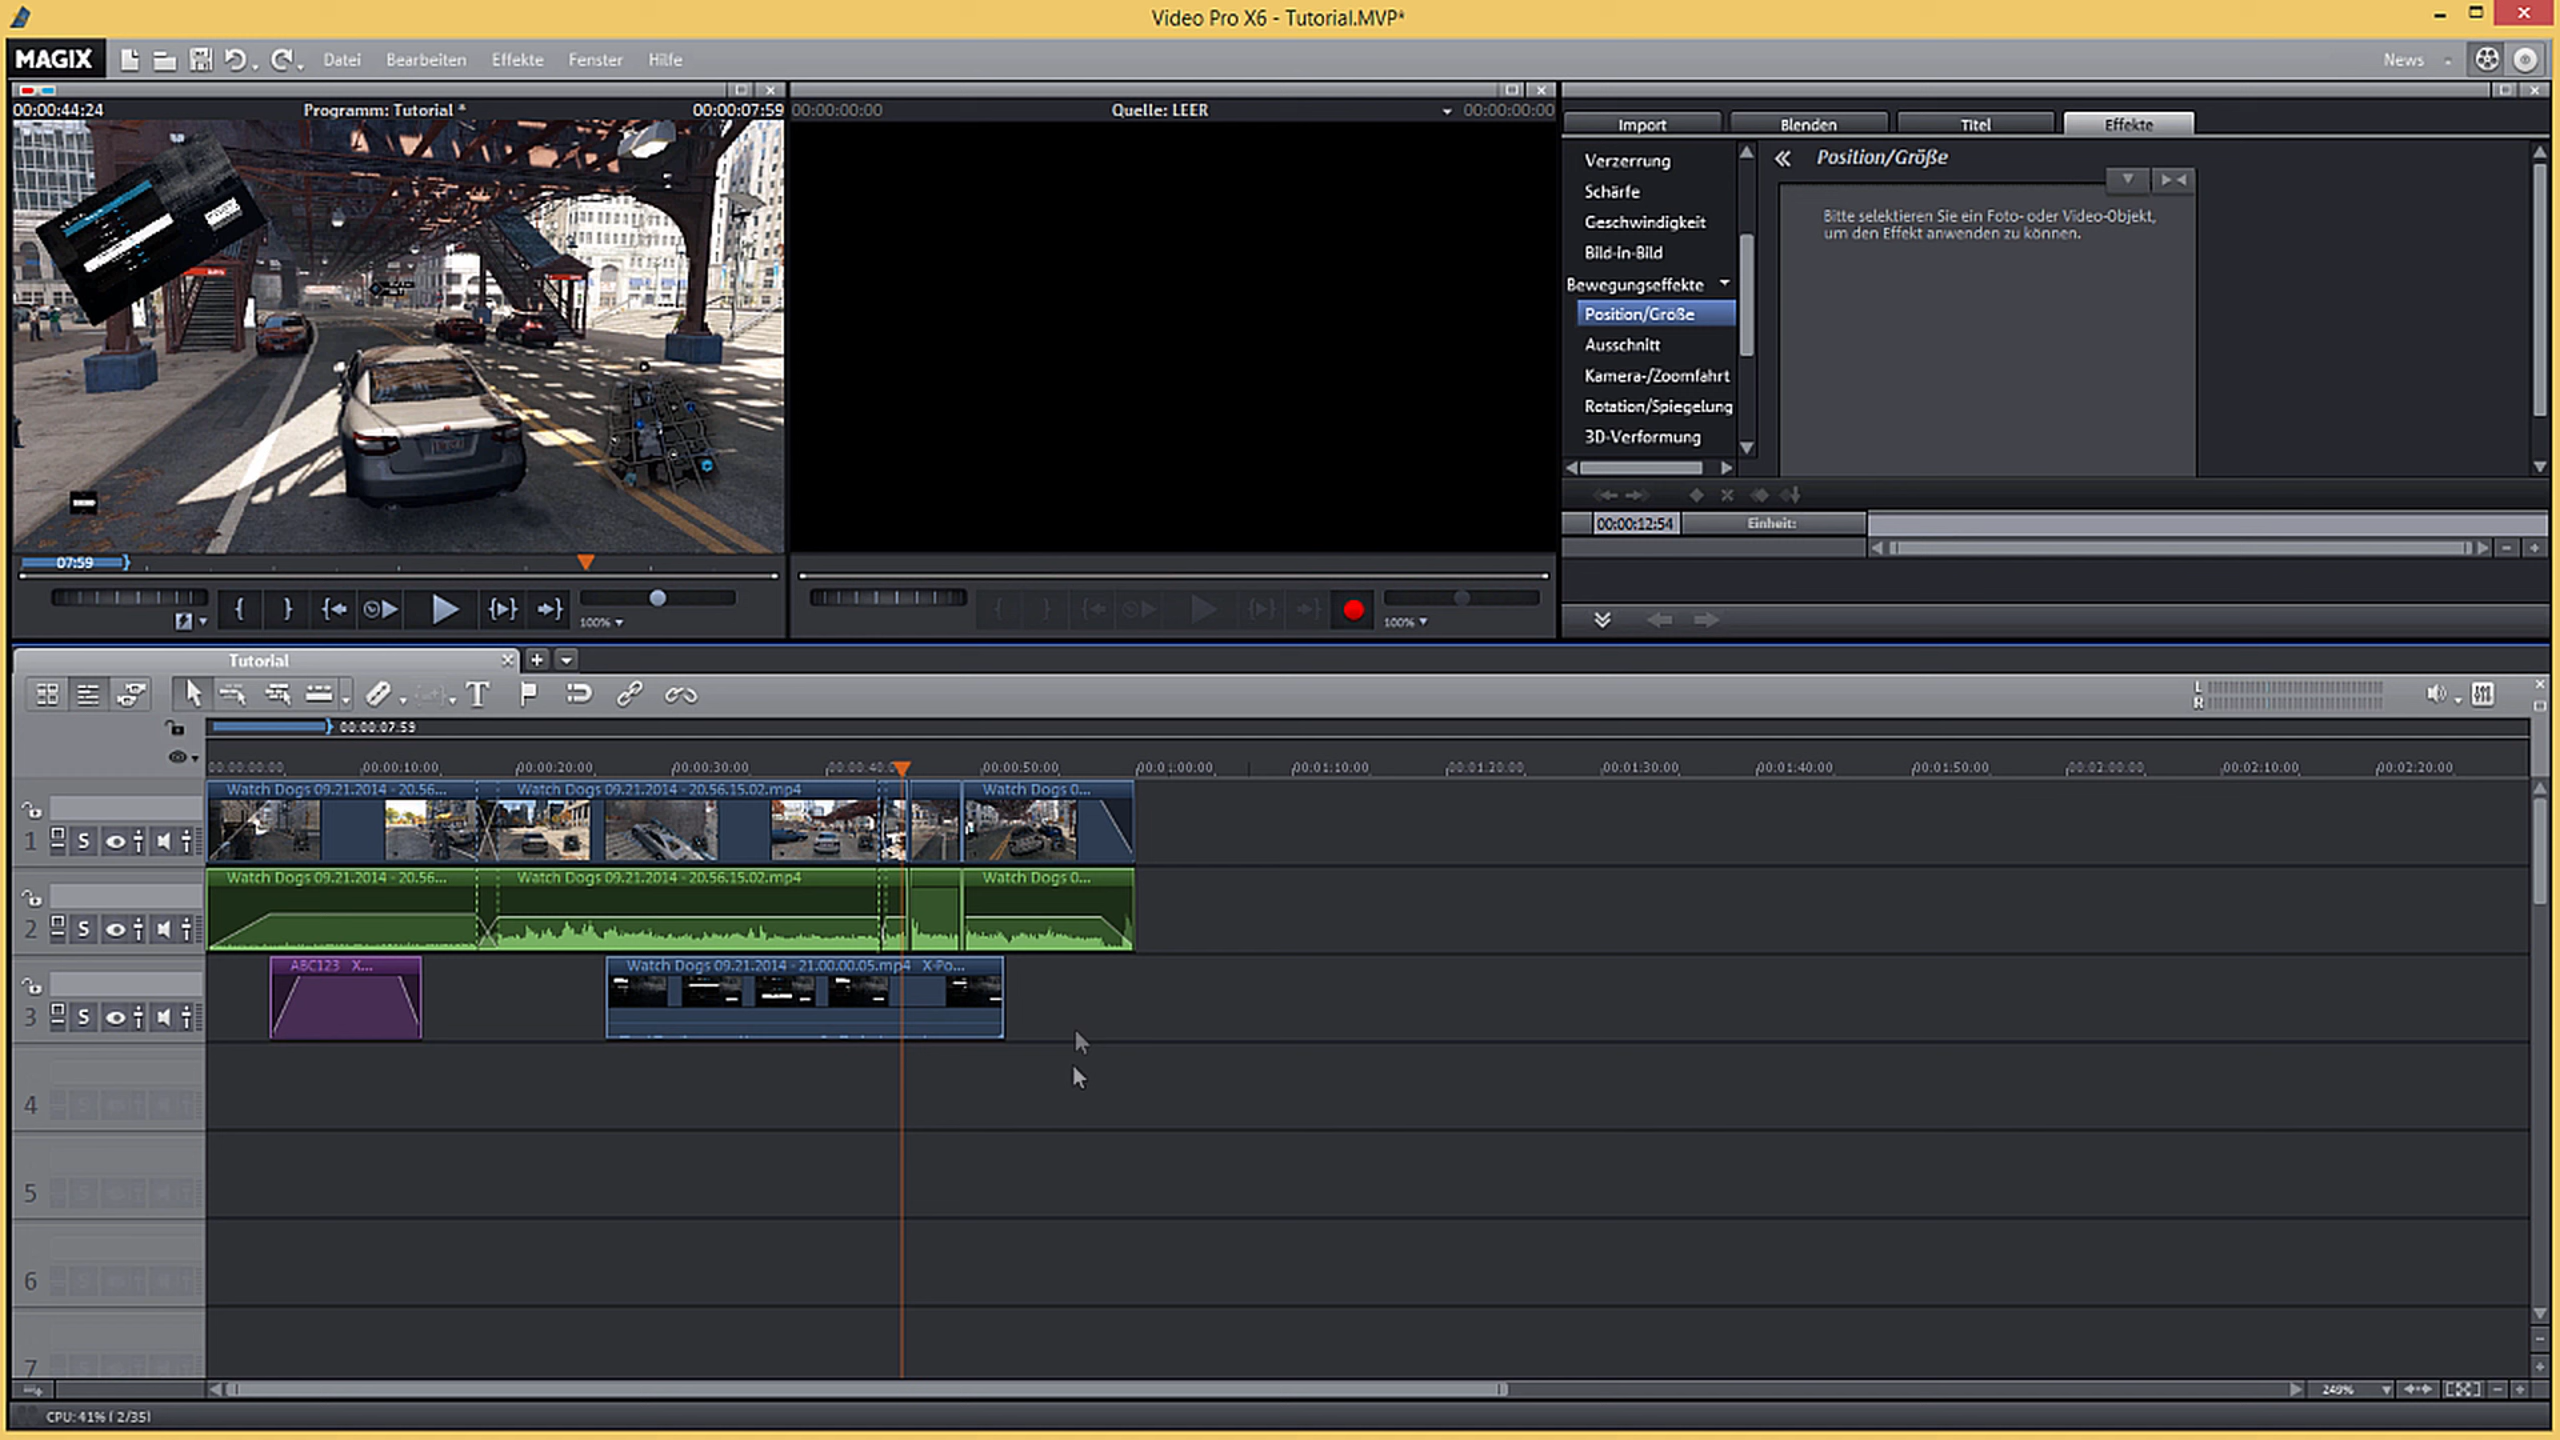 Video Pro X6 - Tutorial.MVP*
MAGIX
Datei Bearbeiten Effekte Fenster Hilfe
News
00:00:44:24 Programm: Tutorial * 00:00:07:59
00:00:00:00 Quelle: LEER 00:00:00:00
Import Blenden Titel Effekte
Verzerrung
Schärfe
Geschwindigkeit
Bild-in-Bild
Bewegungseffekte
Position/Größe
Ausschnitt
Kamera-/Zoomfahrt
Rotation/Spiegelung
3D-Verformung
Position/Größe
Bitte selektieren Sie ein Foto- oder Video-Objekt,
um den Effekt anwenden zu können.
00:00:12:54 Einheit:
07:59
100%
100%
Tutorial
T
L
R
00:00:07:59
00:00:00:00 00:00:10:00 00:00:20:00 00:00:30:00 00:00:40:0 00:00:50:00 00:01:00:00 00:01:10:00 00:01:20:00 00:01:30:00 00:01:40:00 00:01:50:00 00:02:00:00 00:02:10:00 00:02:20:00
Watch Dogs 09.21.2014 - 20.56... Watch Dogs 09.21.2014 - 20.56.15.02.mp4 Watch Dogs 0...
1 S
Watch Dogs 09.21.2014 - 20.56... Watch Dogs 09.21.2014 - 20.56.15.02.mp4 Watch Dogs 0...
2 S
ABC123 X... Watch Dogs 09.21.2014 - 21.00.00.05.mp4 X-Po...
3 S
4 S
5 S
6 S
7
249%
CPU: 41% ( 2/35)